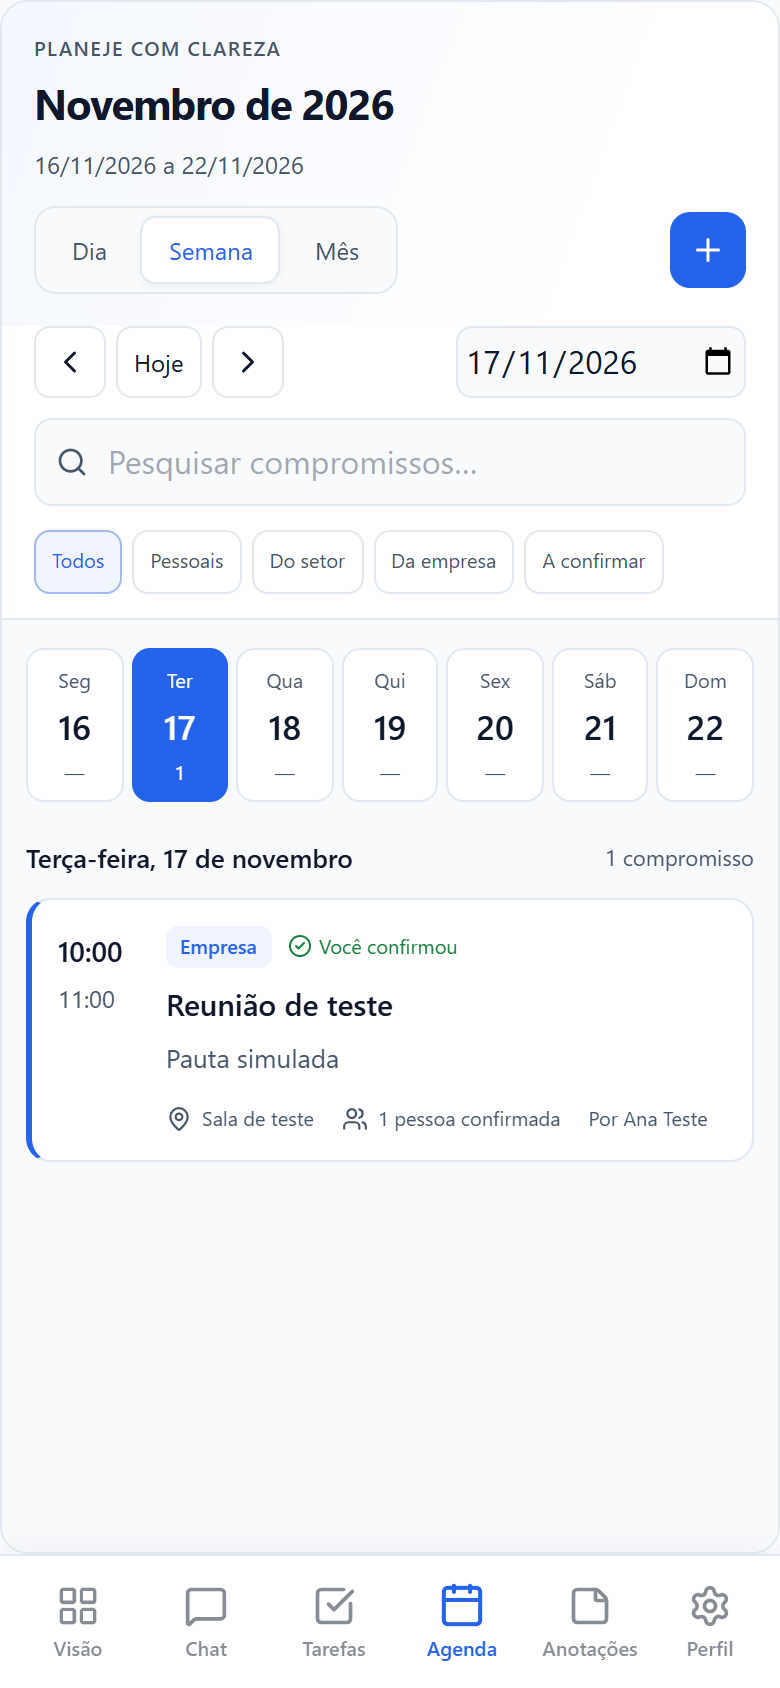 PLANEJE COM CLAREZA
Novembro de 2026
16/11/2026 a 22/11/2026
Dia Semana Mês
Hoje 17/11/2026
Pesquisar compromissos...
Todos Pessoais Do setor Da empresa A confirmar
Seg Ter Qua Qui Sex Sáb Dom
16 17 18 19 20 21 22
— 1 — — — — —
Terça-feira, 17 de novembro 1 compromisso
10:00 Empresa Você confirmou
11:00 Reunião de teste
Pauta simulada
Sala de teste 1 pessoa confirmada Por Ana Teste
Visão Chat Tarefas Agenda Anotações Perfil